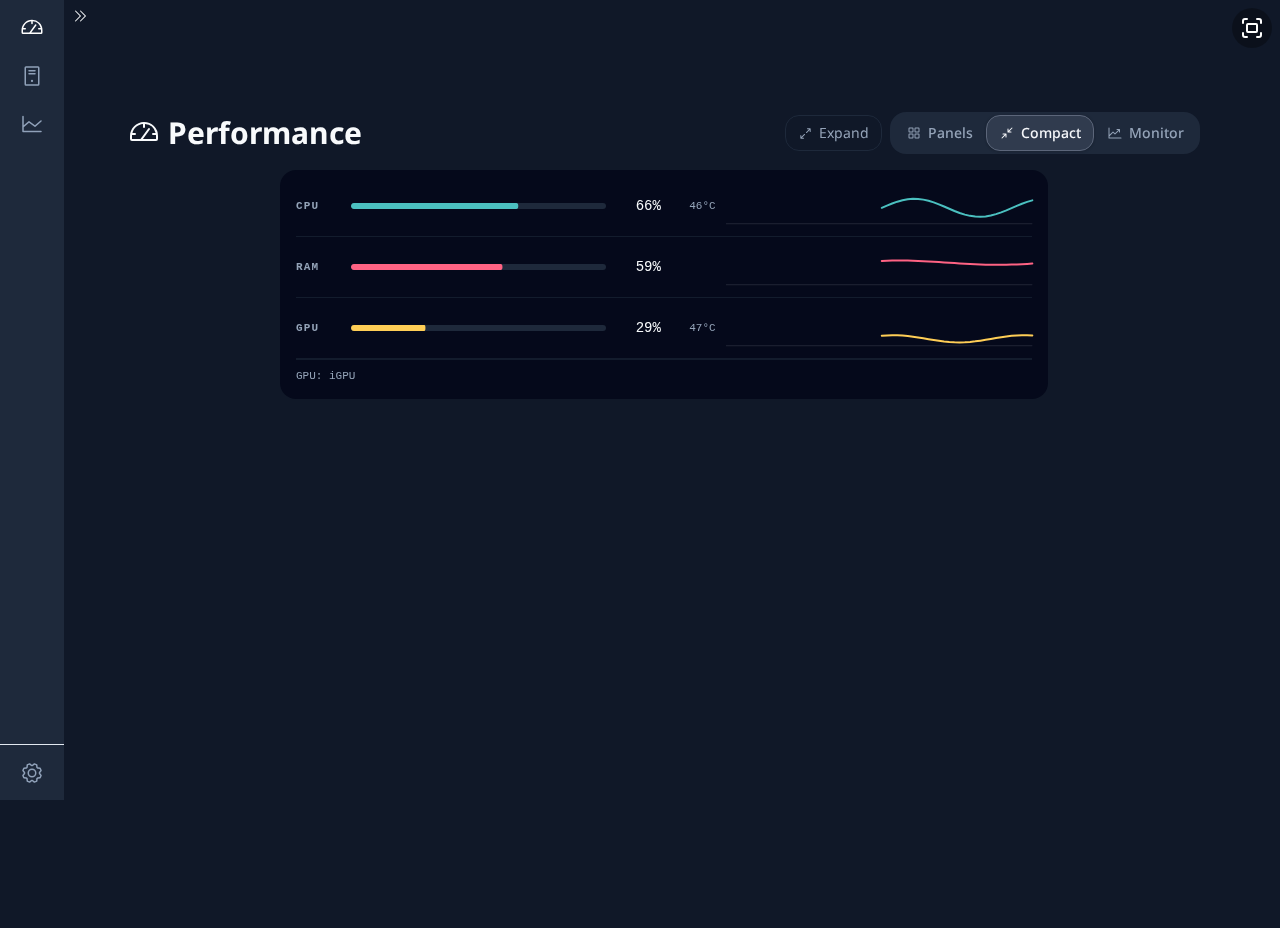 Performance
Expand
Panels
Compact
Monitor
CPU 66% 46°C
RAM 59%
GPU 29% 47°C
GPU: iGPU